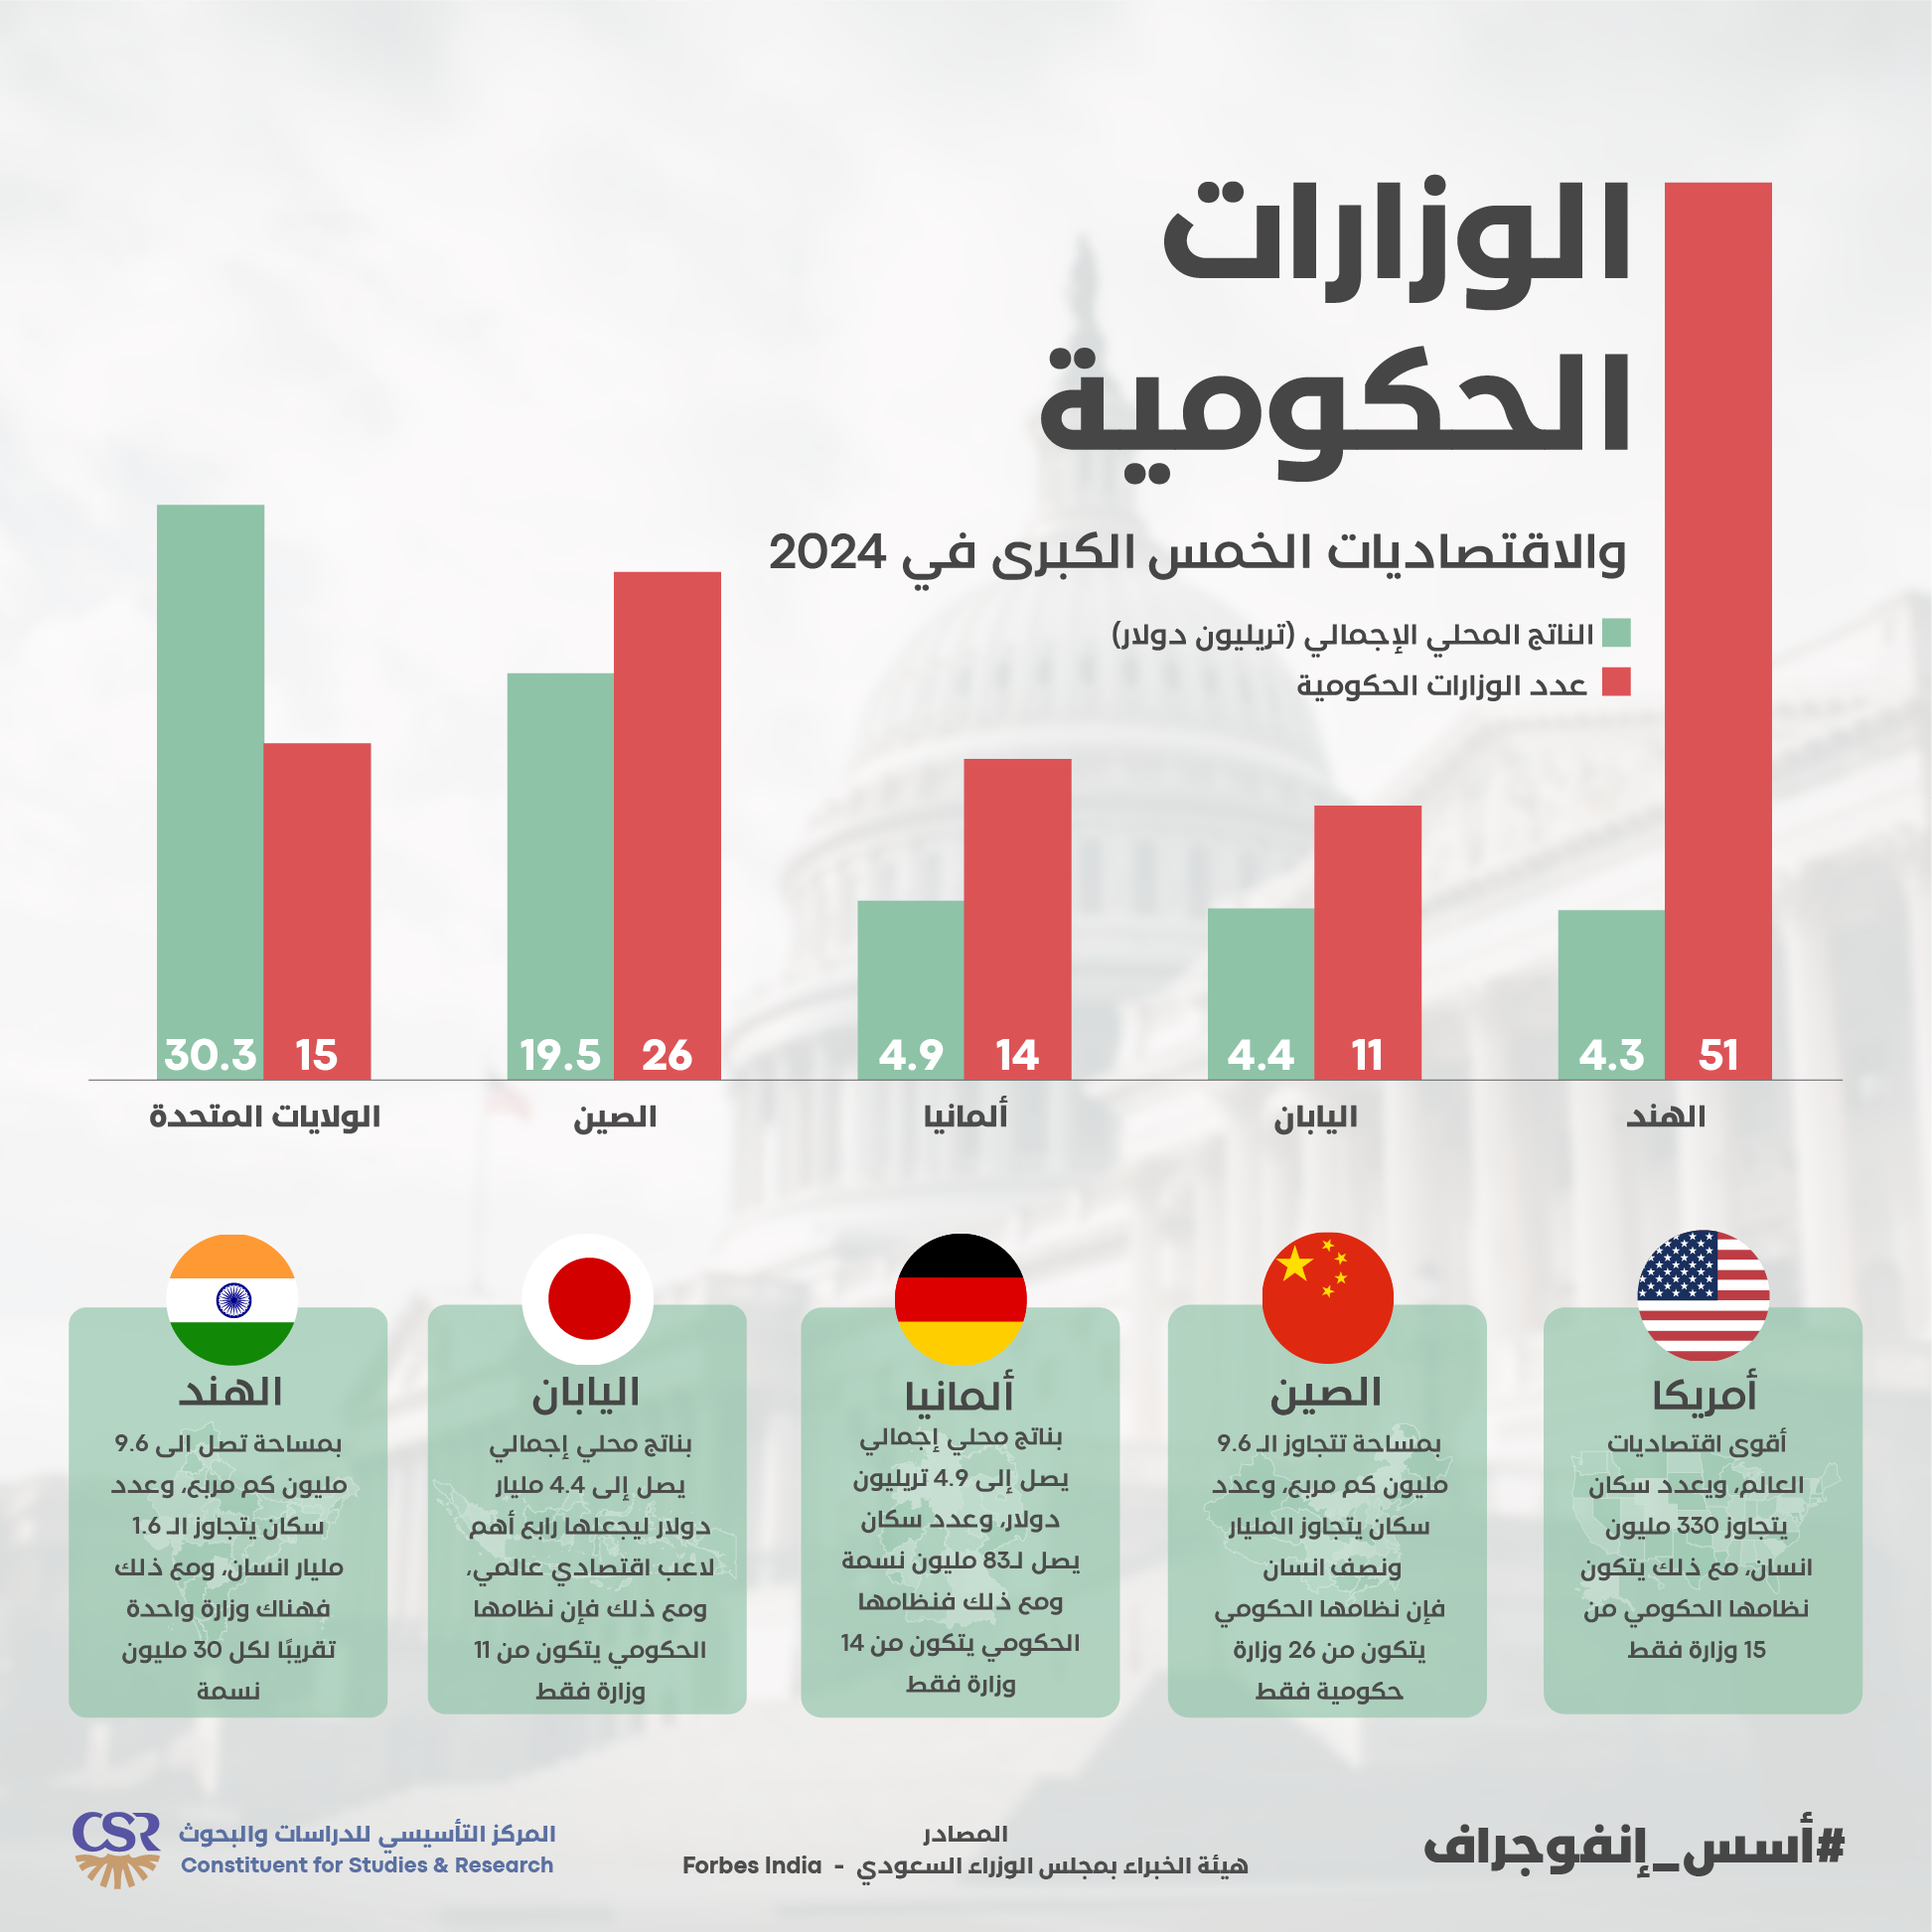 الوزارات
الحكومية
والاقتصاديات الخمس الكبرى في 2024
الناتج المحلي الإجمالي (تريليون دولار)
عدد الوزارات الحكومية
30.3 15
19.5 26
4.9 14
4.4 11
4.3 51
الولايات المتحدة
الصين
ألمانيا
اليابان
الهند
أمريكا
أقوى اقتصاديات
العالم، ويعدد سكان
يتجاوز 330 مليون
انسان، مع ذلك يتكون
نظامها الحكومي من
15 وزارة فقط
الصين
بمساحة تتجاوز الـ 9.6
مليون كم مربع، وعدد
سكان يتجاوز المليار
ونصف انسان
فإن نظامها الحكومي
يتكون من 26 وزارة
حكومية فقط
ألمانيا
بناتج محلي إجمالي
يصل إلى 4.9 تريليون
دولار، وعدد سكان
يصل لـ83 مليون نسمة
ومع ذلك فنظامها
الحكومي يتكون من 14
وزارة فقط
اليابان
بناتج محلي إجمالي
يصل إلى 4.4 مليار
دولار ليجعلها رابع أهم
لاعب اقتصادي عالمي،
ومع ذلك فإن نظامها
الحكومي يتكون من 11
وزارة فقط
الهند
بمساحة تصل الى 9.6
مليون كم مربع، وعدد
سكان يتجاوز الـ 1.6
مليار انسان، ومع ذلك
فهناك وزارة واحدة
تقريبًا لكل 30 مليون
نسمة
#أسس_إنفوجراف
المصادر
هيئة الخبراء بمجلس الوزراء السعودي - Forbes India
CSR
المركز التأسيسي للدراسات والبحوث
Constituent for Studies & Research